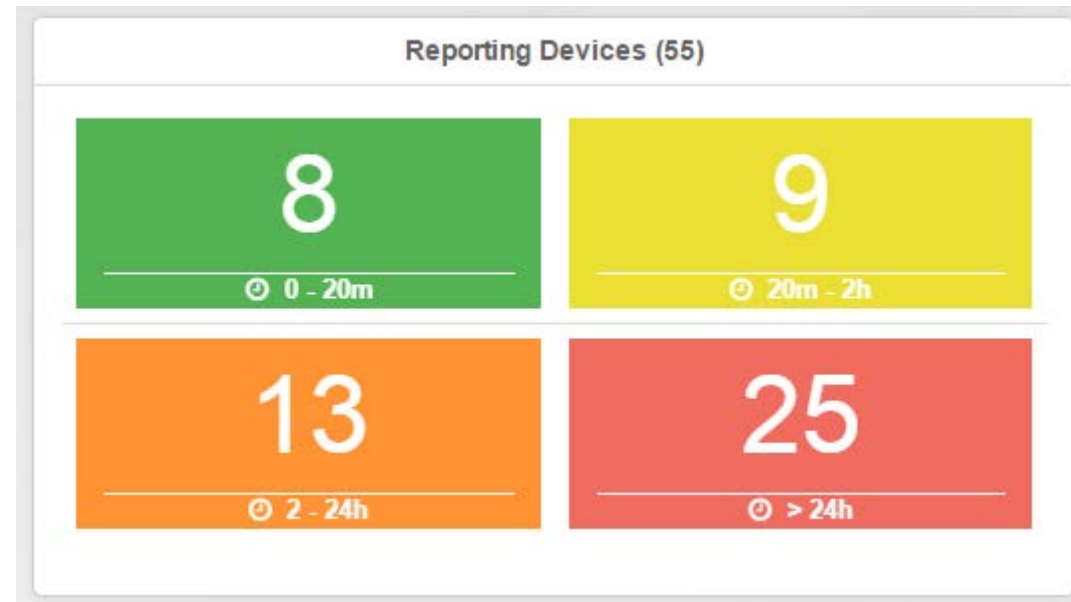 Reporting Devices (55)
8
9
0 - 20m
20m - 2h
13
25
2 - 24h
> 24h